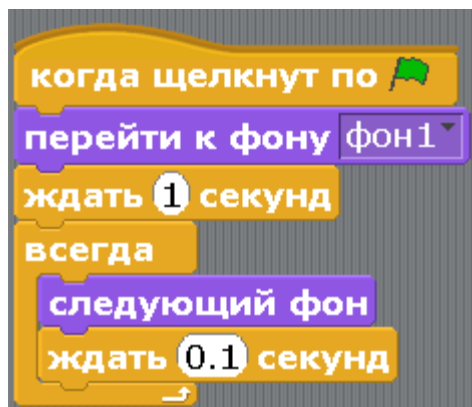 когда щелкнут по
перейти к фону фон1
ждать 1 секунд
всегда
следующий фон
ждать 0.1 секунд